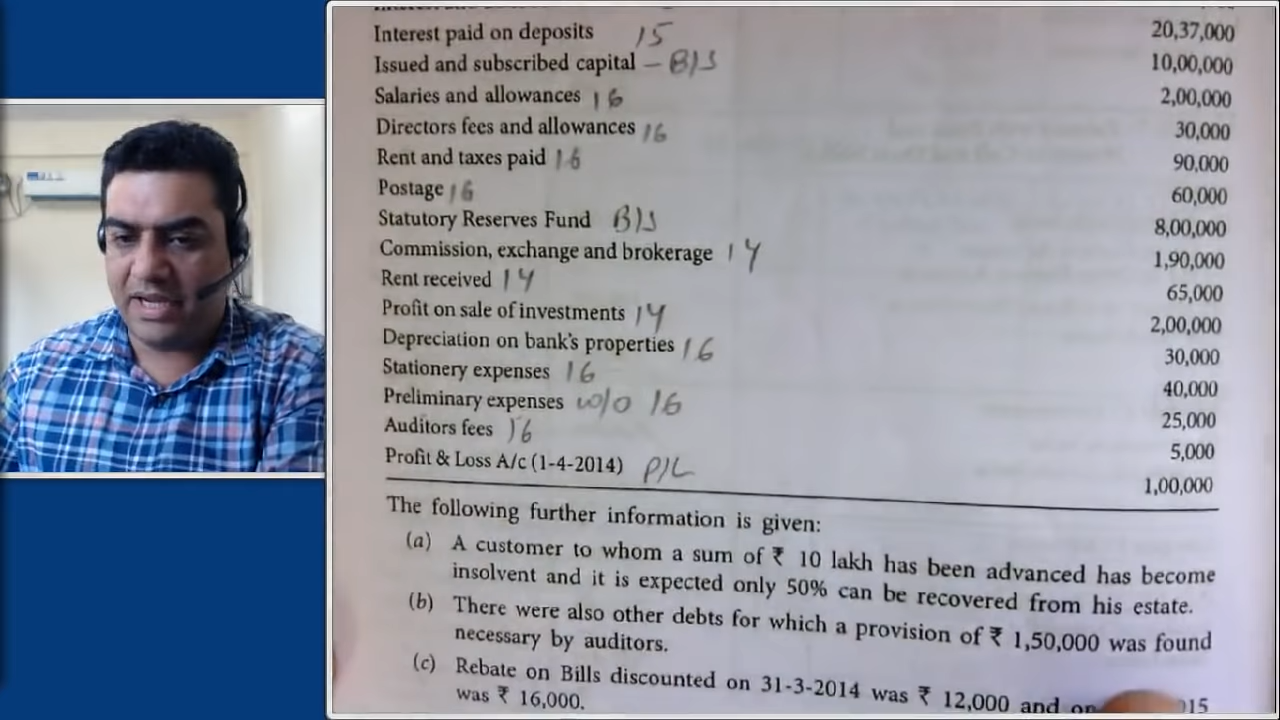 Interest paid on deposits 15 20,37,000
Issued and subscribed capital – B/S 10,00,000
Salaries and allowances 16 2,00,000
Directors fees and allowances 16 30,000
Rent and taxes paid 16 90,000
Postage 16 60,000
Statutory Reserves Fund B/S 8,00,000
Commission, exchange and brokerage 14 1,90,000
Rent received 14 65,000
Profit on sale of investments 14 2,00,000
Depreciation on bank's properties 16 30,000
Stationery expenses 16 40,000
Preliminary expenses w/o 16 25,000
Auditors fees 16 5,000
Profit & Loss A/c (1-4-2014) P/L 1,00,000
The following further information is given:
(a) A customer to whom a sum of ₹ 10 lakh has been advanced has become
insolvent and it is expected only 50% can be recovered from his estate.
(b) There were also other debts for which a provision of ₹ 1,50,000 was found
necessary by auditors.
(c) Rebate on Bills discounted on 31-3-2014 was ₹ 12,000 and on 015
was ₹ 16,000.